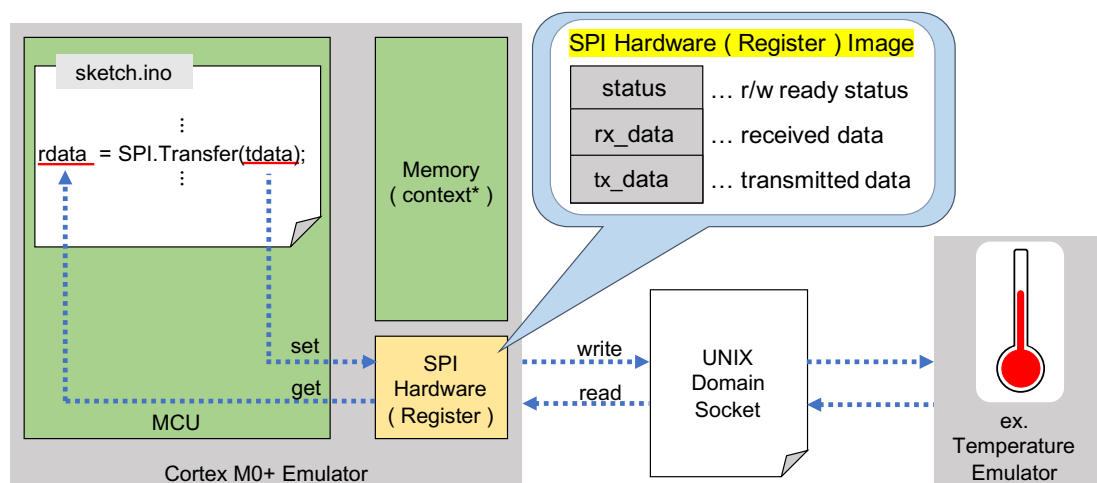 sketch.ino
⋮
rdata = SPI.Transfer(tdata);
⋮
set
get
MCU
Memory
( context* )
SPI
Hardware
( Register )
Cortex M0+ Emulator
SPI Hardware ( Register ) Image
status … r/w ready status
rx_data … received data
tx_data … transmitted data
write
read
UNIX
Domain
Socket
ex.
Temperature
Emulator